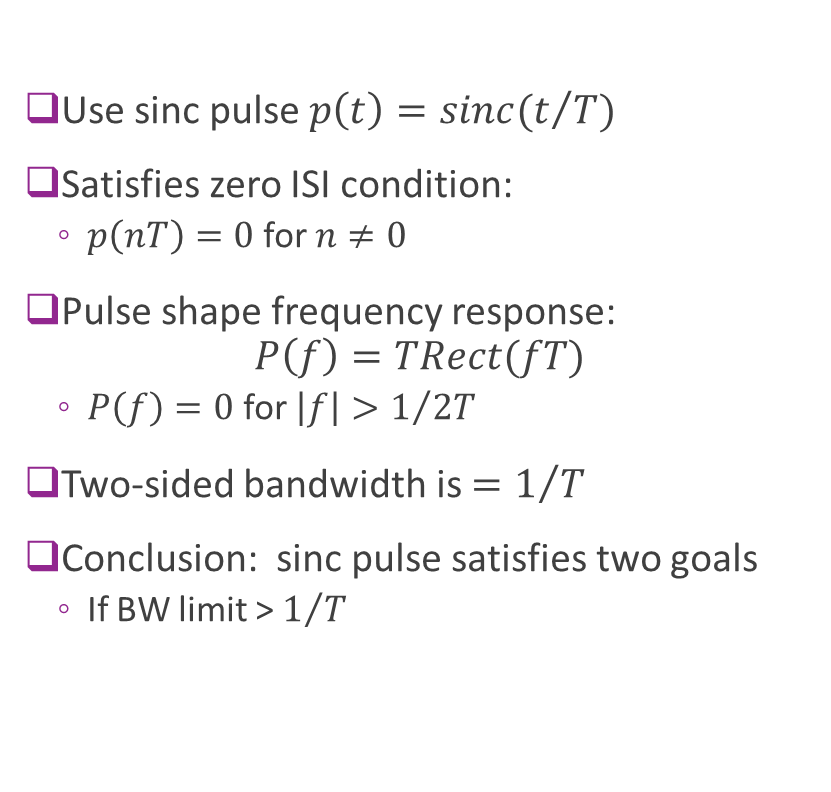 ❑Use sinc pulse p(t) = sinc(t/T)
❑Satisfies zero ISI condition:
◦ p(nT) = 0 for n ≠ 0
❑Pulse shape frequency response:
P(f) = TRect(fT)
◦ P(f) = 0 for |f| > 1/2T
❑Two-sided bandwidth is = 1/T
❑Conclusion: sinc pulse satisfies two goals
◦ If BW limit > 1/T